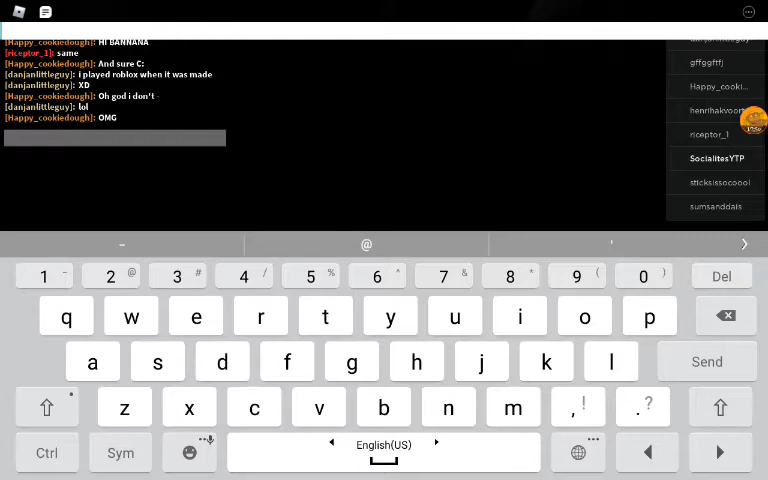 [Happy_cookiedough]: HI BANNANA
[riceptor_1]: same
[Happy_cookiedough]: And sure C:
[danjanlittleguy]: i played roblox when it was made
[danjanlittleguy]: XD
[Happy_cookiedough]: Oh god i don't -
[danjanlittleguy]: lol
[Happy_cookiedough]: OMG
danjanlittleguy
gffggftfj
Happy_cooki...
henrihakvoort
riceptor_1
SocialitesYTP
sticksissocoool
sumsanddais
- @ '
1 - 2 @ 3 # 4 / 5 % 6 ^ 7 & 8 * 9 ( 0 ) Del
q w e r t y u i o p
a s d f g h j k l Send
z x c v b n m , ! . ?
Ctrl Sym English(US)